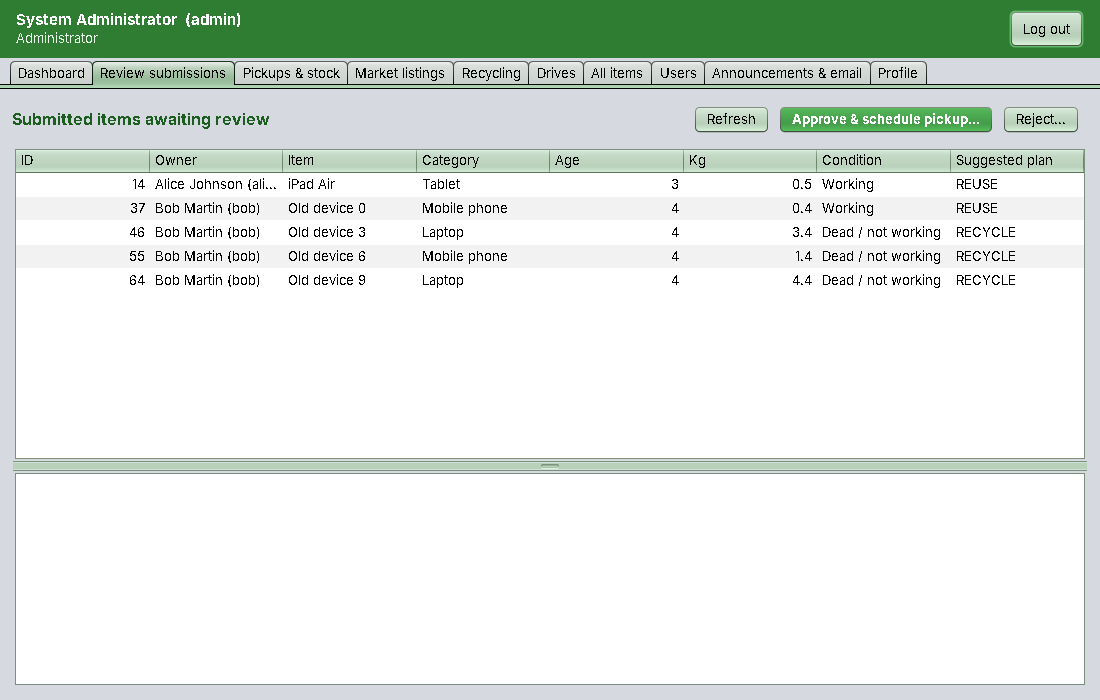 System Administrator (admin)
Administrator
Log out
Dashboard Review submissions Pickups & stock Market listings Recycling Drives All items Users Announcements & email Profile
Submitted items awaiting review
Refresh Approve & schedule pickup... Reject...
ID Owner Item Category Age Kg Condition Suggested plan
14 Alice Johnson (ali... iPad Air Tablet 3 0.5 Working REUSE
37 Bob Martin (bob) Old device 0 Mobile phone 4 0.4 Working REUSE
46 Bob Martin (bob) Old device 3 Laptop 4 3.4 Dead / not working RECYCLE
55 Bob Martin (bob) Old device 6 Mobile phone 4 1.4 Dead / not working RECYCLE
64 Bob Martin (bob) Old device 9 Laptop 4 4.4 Dead / not working RECYCLE